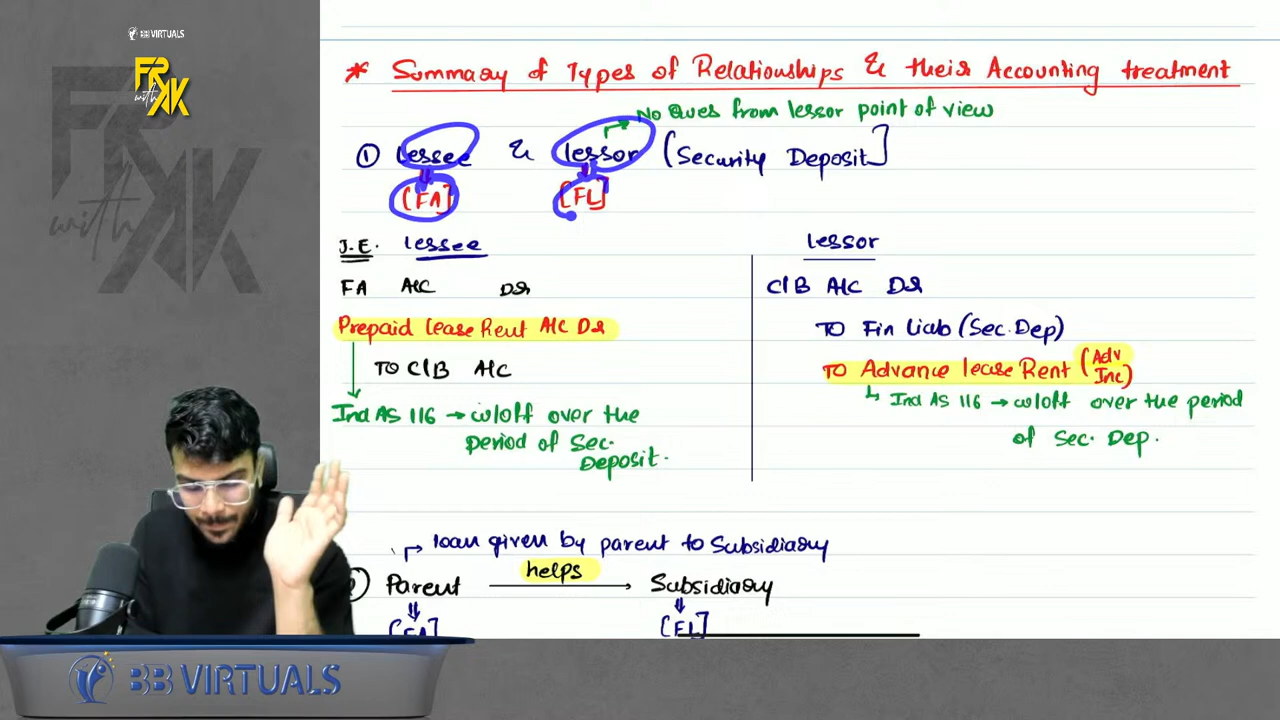 BB VIRTUALS
FR
with
AK
* Summary of Types of Relationships & their Accounting treatment
No Ques from lessor point of view
① lessee & lessor (Security Deposit]
[FA] [FL]
J.E. lessee
FA A/C Dr
Prepaid lease Rent A/C Dr
TO C/B A/C
Ind AS 116 → w/off over the
period of Sec.
Deposit.
lessor
C/B A/C Dr
TO Fin Liab (Sec. Dep)
TO Advance lease Rent (Adv
Inc)
Ind AS 116 → w/off over the period
of Sec. Dep.
loan given by parent to Subsidiary
Parent helps Subsidiary
[FA] [FL]
BB VIRTUALS